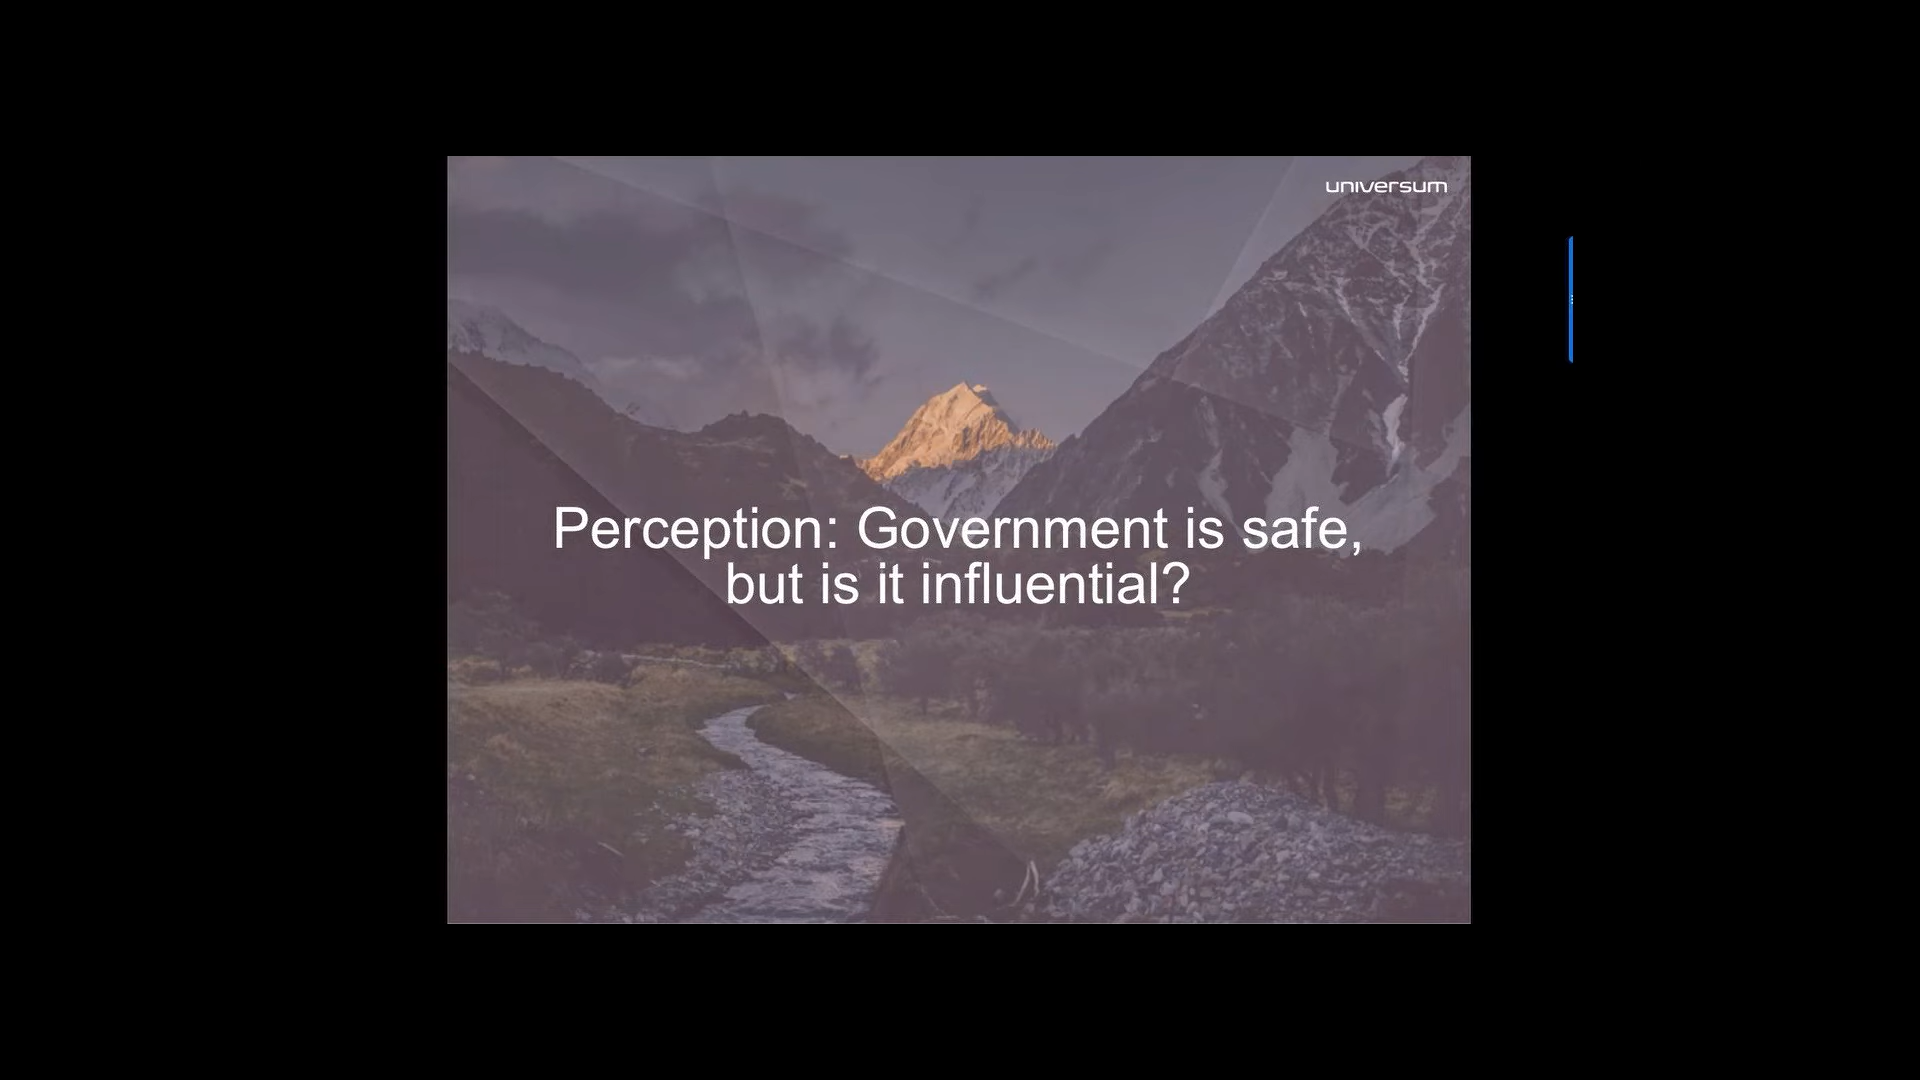 universum
Perception: Government is safe,
but is it influential?